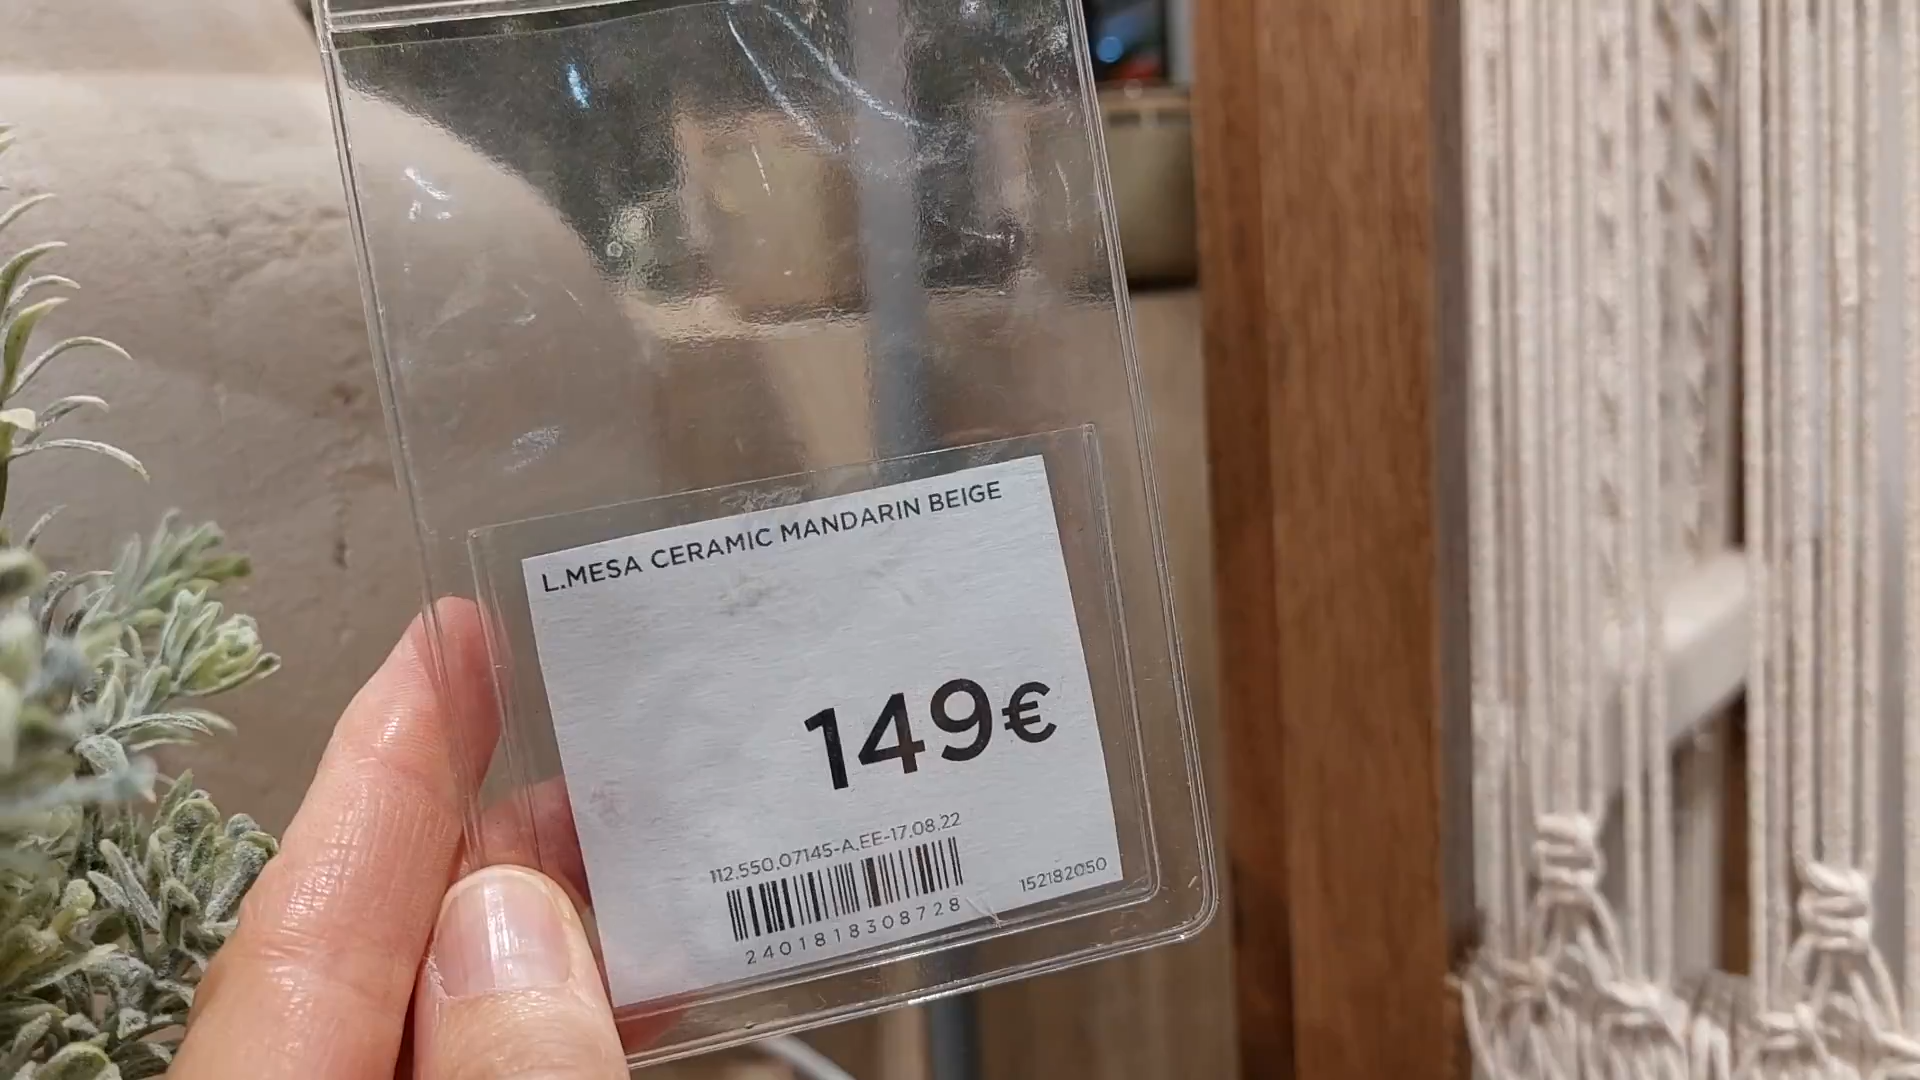 L.MESA CERAMIC MANDARIN BEIGE
149€
112.550.07145-A.EE-17.08.22
2401818308728
152182050